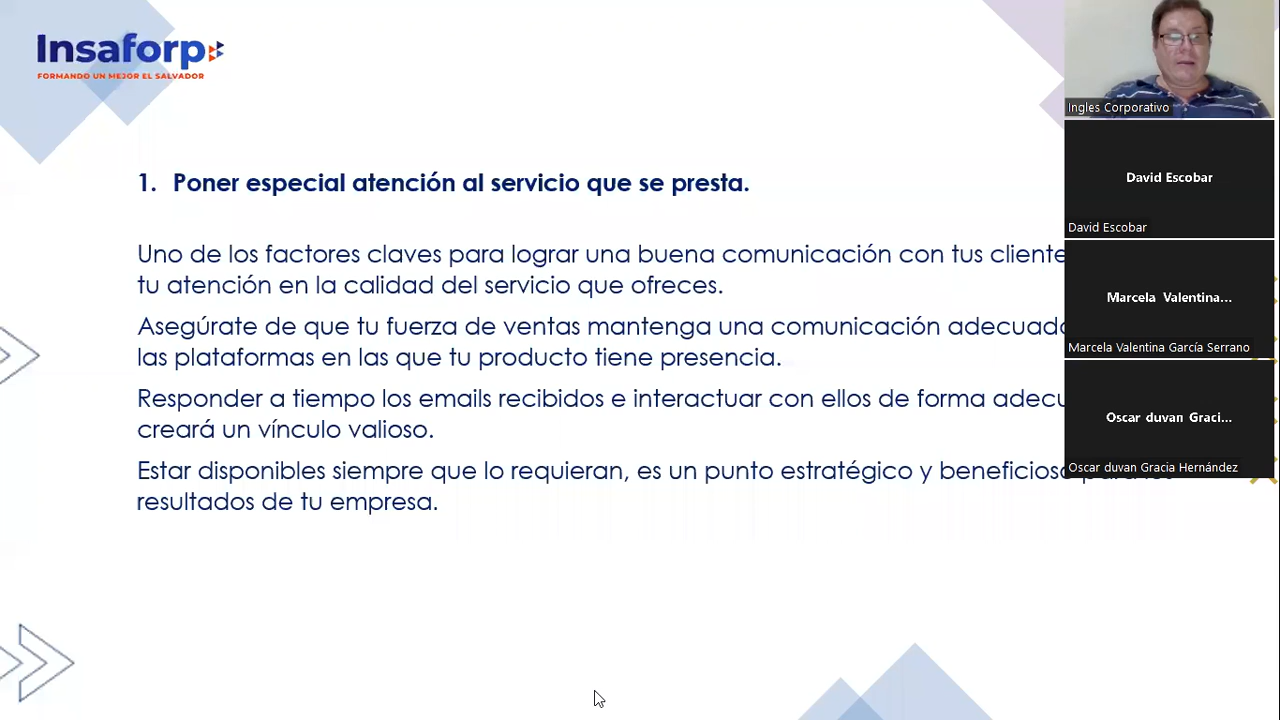 Insaforp
FORMANDO UN MEJOR EL SALVADOR
1. Poner especial atención al servicio que se presta.
Uno de los factores claves para lograr una buena comunicación con tus cliente
tu atención en la calidad del servicio que ofreces.
Asegúrate de que tu fuerza de ventas mantenga una comunicación adecuada
las plataformas en las que tu producto tiene presencia.
Responder a tiempo los emails recibidos e interactuar con ellos de forma adecu
creará un vínculo valioso.
Estar disponibles siempre que lo requieran, es un punto estratégico y beneficioso
resultados de tu empresa.
Ingles Corporativo
David Escobar
David Escobar
Marcela Valentina...
Marcela Valentina García Serrano
Oscar duvan Graci...
Oscar duvan Gracia Hernández